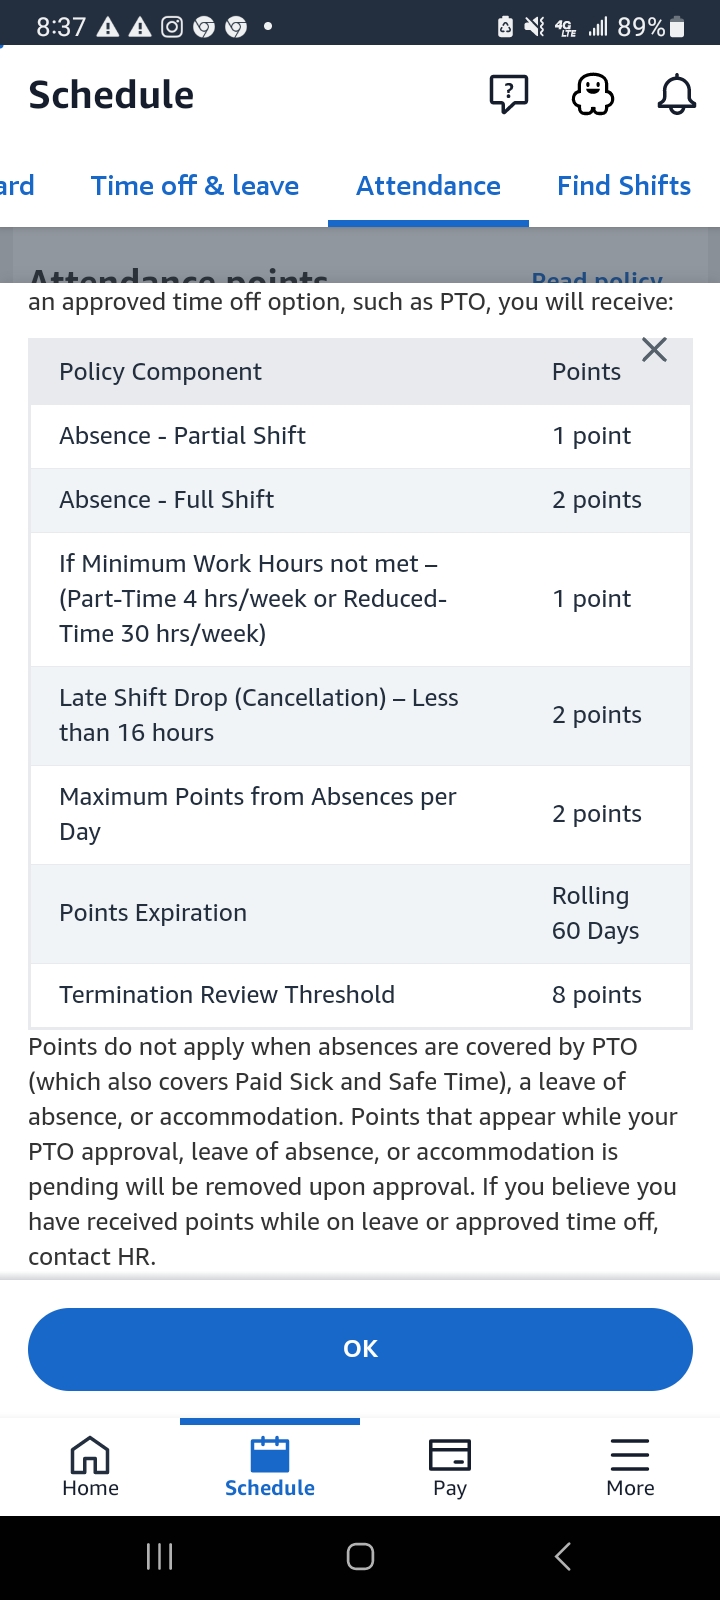 8:37 4G LTE 89%
Schedule
ard Time off & leave Attendance Find Shifts
Attendance points Read policy
an approved time off option, such as PTO, you will receive:
Policy Component Points
Absence - Partial Shift 1 point
Absence - Full Shift 2 points
If Minimum Work Hours not met –
(Part-Time 4 hrs/week or Reduced- 1 point
Time 30 hrs/week)
Late Shift Drop (Cancellation) – Less
than 16 hours 2 points
Maximum Points from Absences per
Day 2 points
Points Expiration Rolling
60 Days
Termination Review Threshold 8 points
Points do not apply when absences are covered by PTO
(which also covers Paid Sick and Safe Time), a leave of
absence, or accommodation. Points that appear while your
PTO approval, leave of absence, or accommodation is
pending will be removed upon approval. If you believe you
have received points while on leave or approved time off,
contact HR.
OK
Home Schedule Pay More